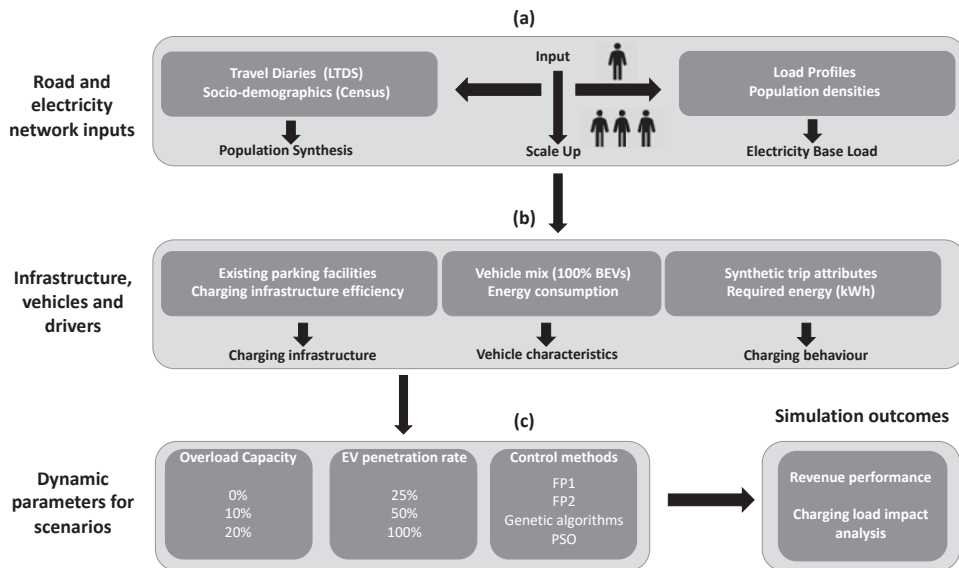 (a)
Road and
electricity
network inputs
Travel Diaries (LTDS)
Socio-demographics (Census)
Population Synthesis
Input
Scale Up
Load Profiles
Population densities
Electricity Base Load
(b)
Infrastructure,
vehicles and
drivers
Existing parking facilities
Charging infrastructure efficiency
Charging infrastructure
Vehicle mix (100% BEVs)
Energy consumption
Vehicle characteristics
Synthetic trip attributes
Required energy (kWh)
Charging behaviour
(c)
Dynamic
parameters for
scenarios
Overload Capacity
0%
10%
20%
EV penetration rate
25%
50%
100%
Control methods
FP1
FP2
Genetic algorithms
PSO
Simulation outcomes
Revenue performance
Charging load impact
analysis